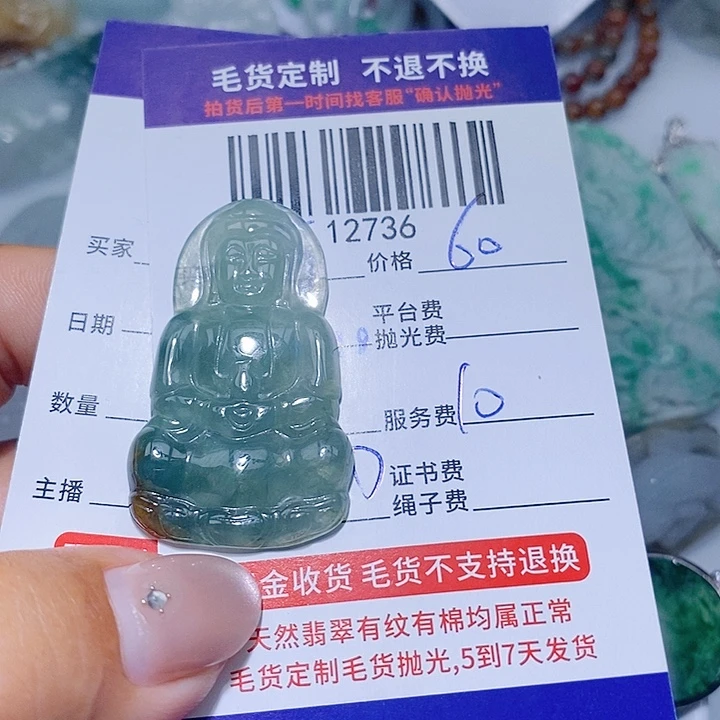 毛货定制 不退不换
拍货后第一时间找客服“确认抛光”
12736
买家 价格 60
日期 平台费
抛光费
数量 服务费 10
主播 证书费
绳子费
金收货 毛货不支持退换
天然翡翠有纹有棉均属正常
毛货定制毛货抛光,5到7天发货